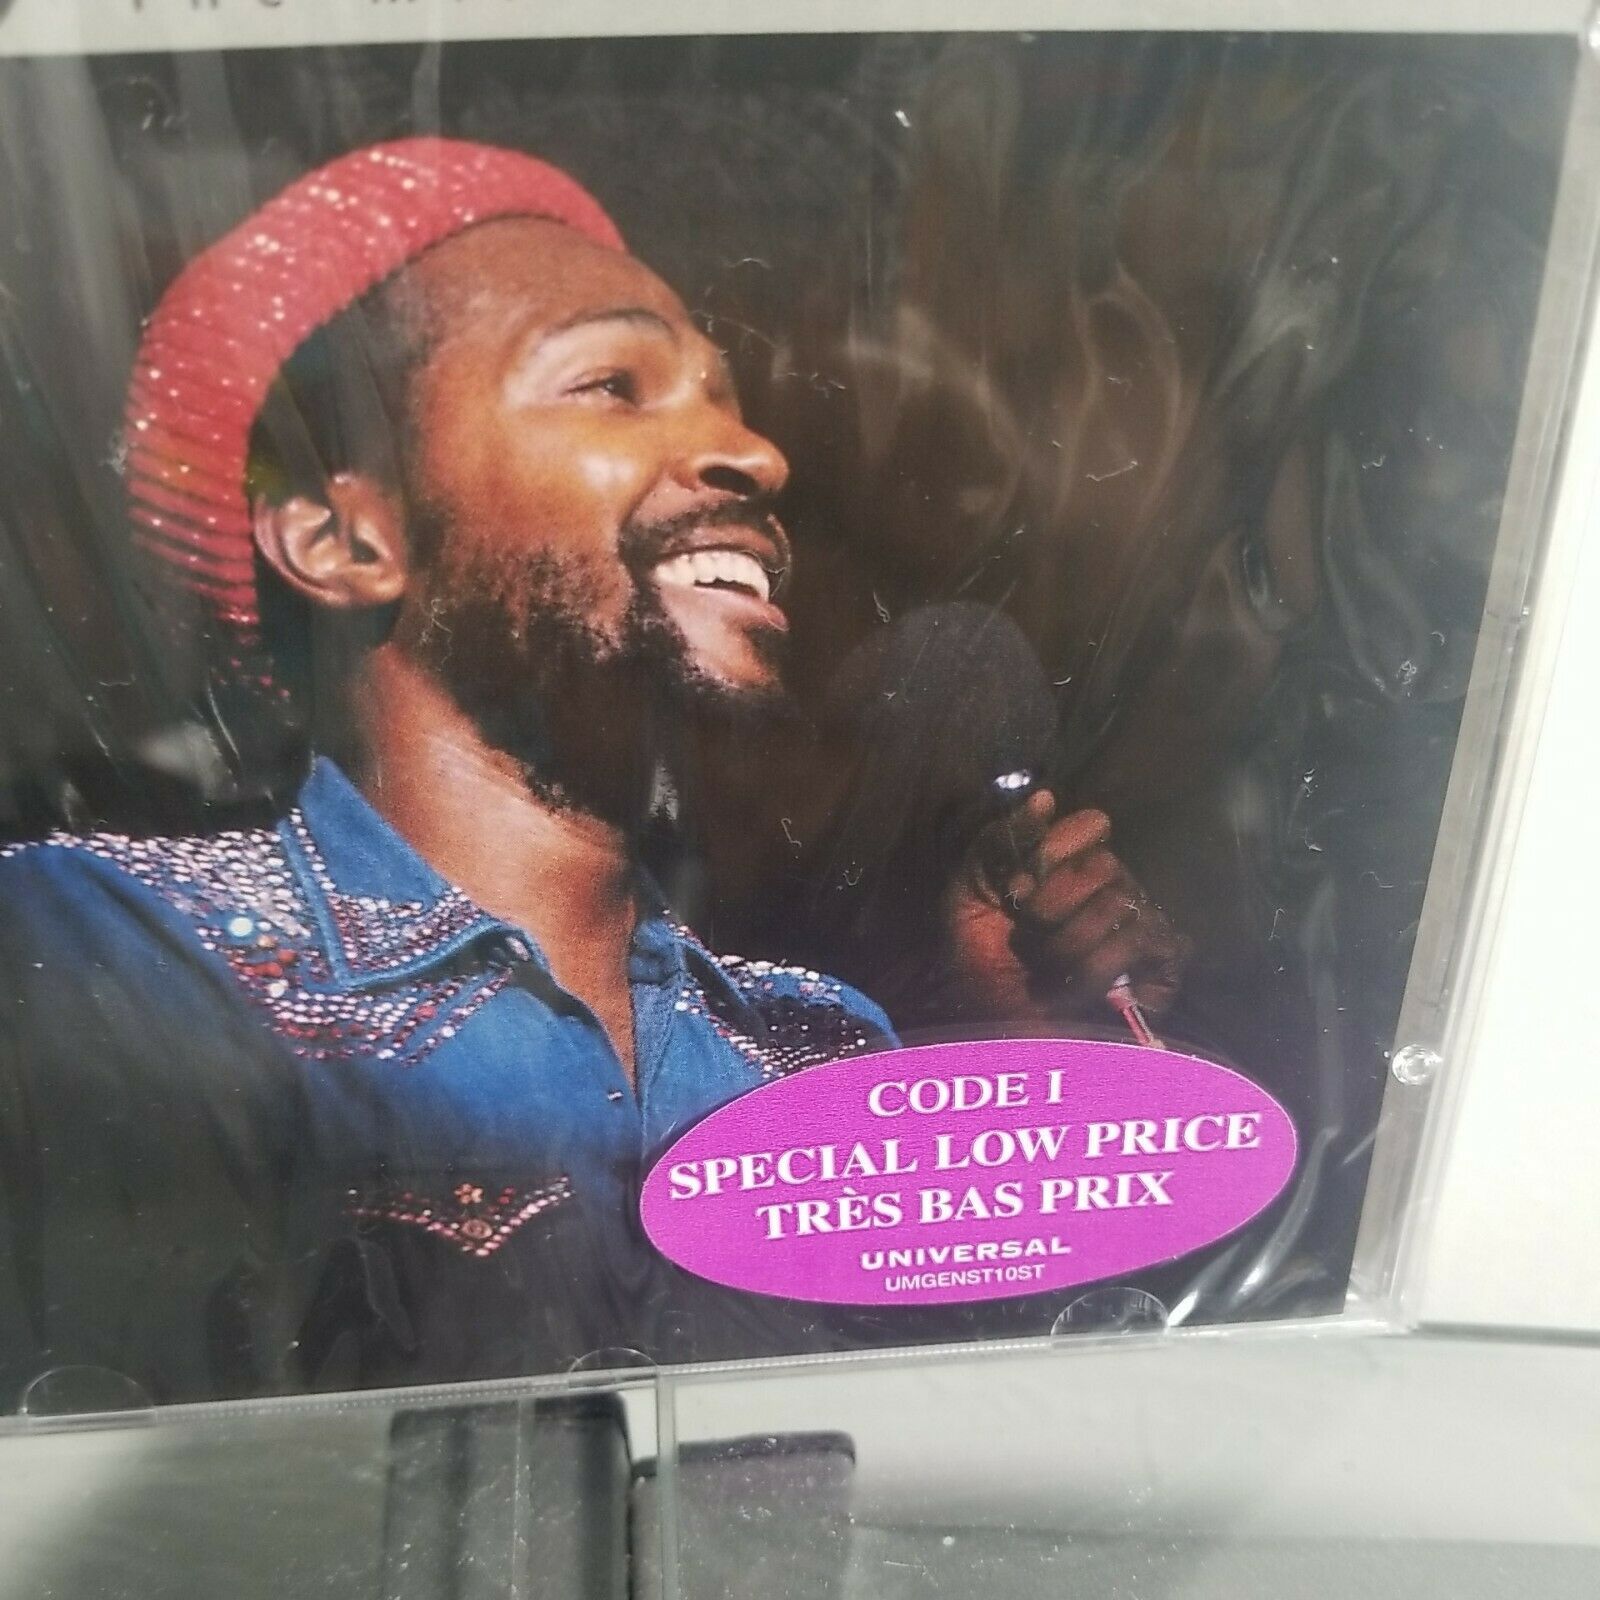 CODE I
SPECIAL LOW PRICE
TRÈS BAS PRIX
UNIVERSAL
UMGENST10ST